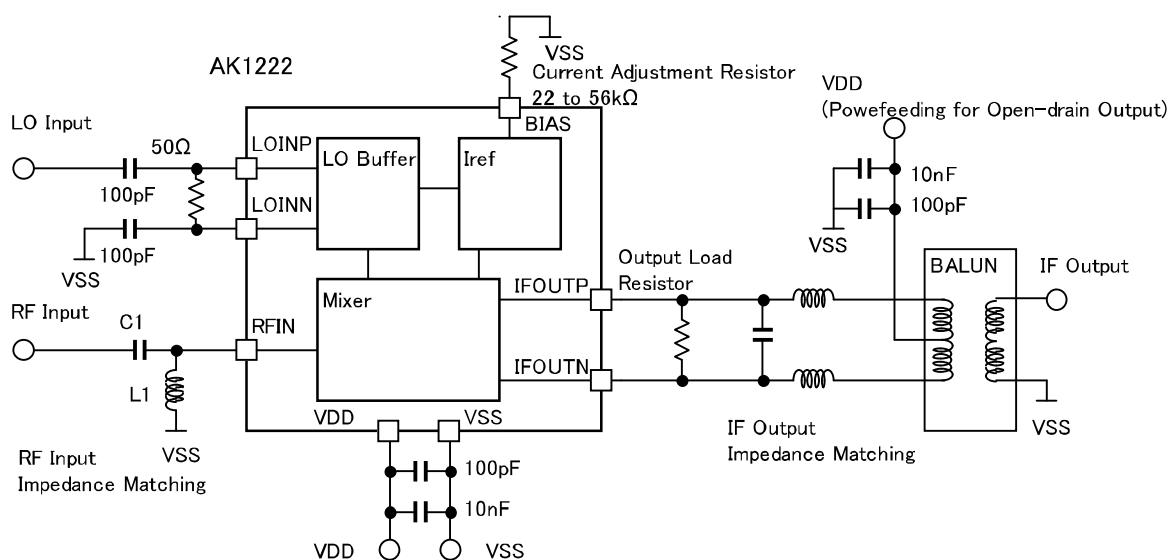 AK1222
VSS
Current Adjustment Resistor
22 to 56kΩ
BIAS
VDD
(Powefeeding for Open-drain Output)
10nF
100pF
VSS
LO Input
50Ω
100pF
100pF
VSS
LOINP
LOINN
LO Buffer
Iref
RF Input
C1
L1
VSS
RFIN
Mixer
IFOUTP
IFOUTN
Output Load
Resistor
BALUN
IF Output
VSS
RF Input
Impedance Matching
IF Output
Impedance Matching
VDD
VSS
100pF
10nF
VDD
VSS